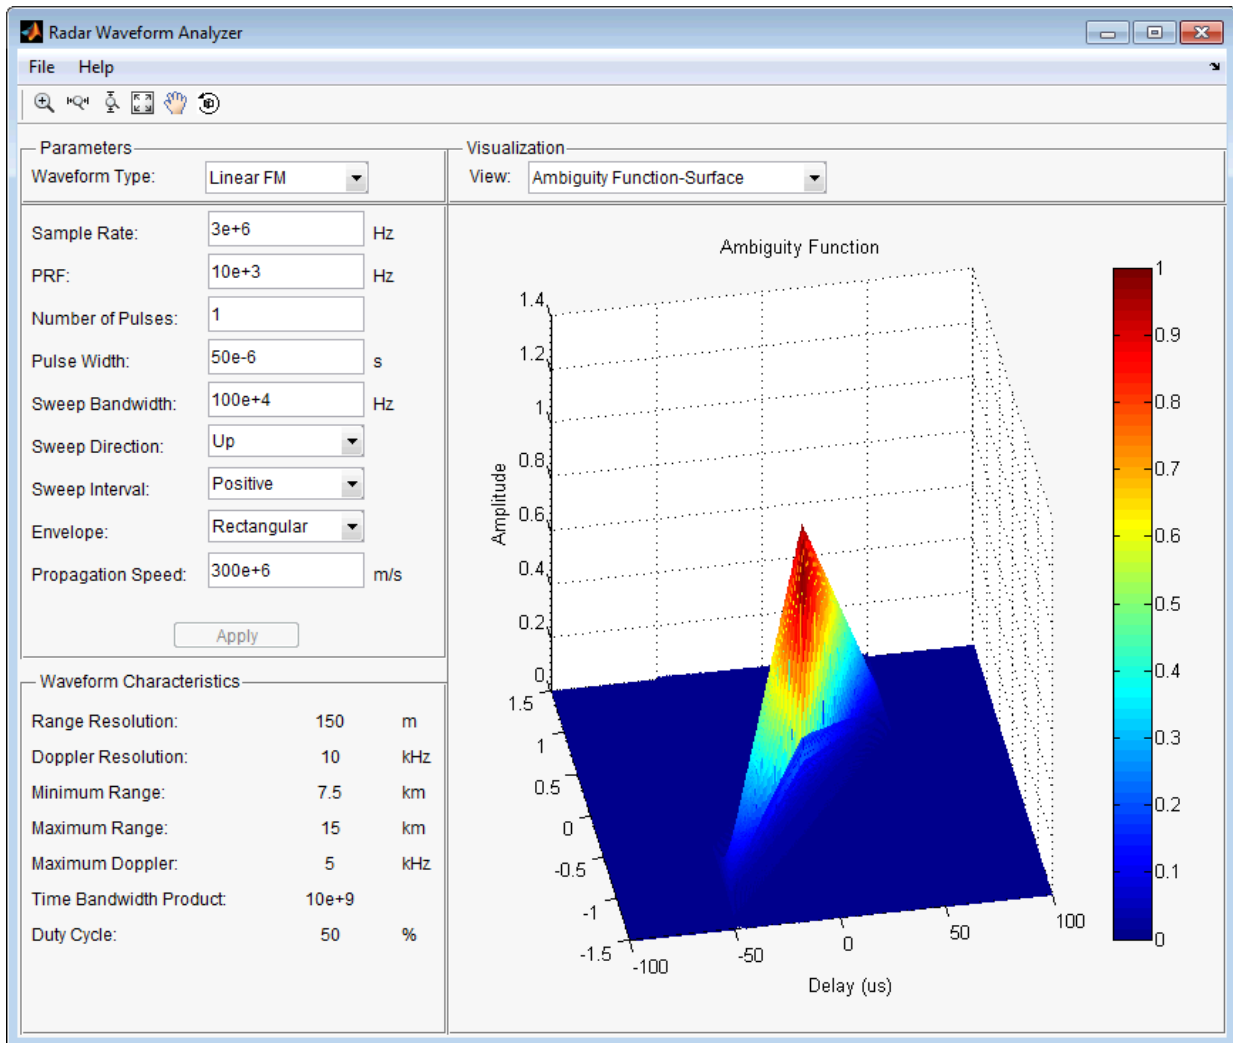 Radar Waveform Analyzer
File Help
Parameters
Waveform Type: Linear FM
Visualization
View: Ambiguity Function-Surface
Sample Rate: 3e+6 Hz
PRF: 10e+3 Hz
Number of Pulses: 1
Pulse Width: 50e-6 s
Sweep Bandwidth: 100e+4 Hz
Sweep Direction: Up
Sweep Interval: Positive
Envelope: Rectangular
Propagation Speed: 300e+6 m/s
Apply
Waveform Characteristics
Range Resolution: 150 m
Doppler Resolution: 10 kHz
Minimum Range: 7.5 km
Maximum Range: 15 km
Maximum Doppler: 5 kHz
Time Bandwidth Product: 10e+9
Duty Cycle: 50 %
Ambiguity Function
Amplitude
1.4
1.2
1
0.8
0.6
0.4
0.2
0
1.5
1
0.5
0
-0.5
-1
-1.5
-100
-50
0
50
100
Delay (us)
1
0.9
0.8
0.7
0.6
0.5
0.4
0.3
0.2
0.1
0